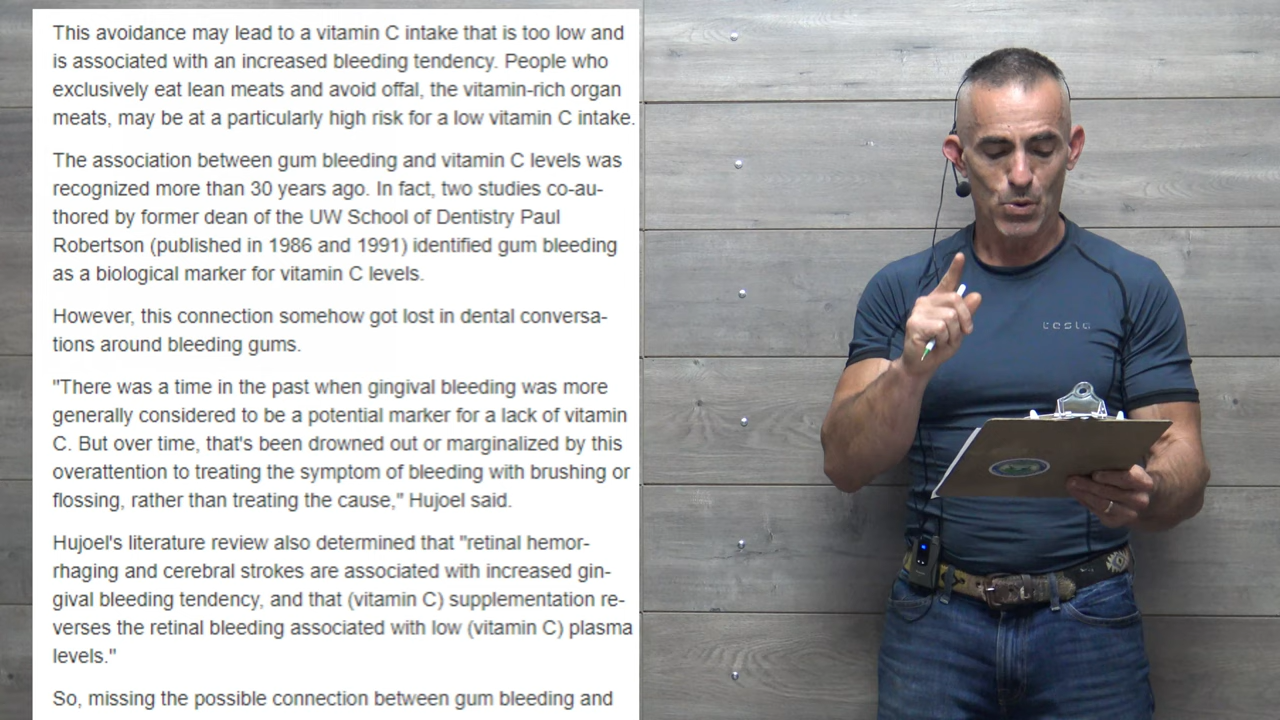 This avoidance may lead to a vitamin C intake that is too low and
is associated with an increased bleeding tendency. People who
exclusively eat lean meats and avoid offal, the vitamin-rich organ
meats, may be at a particularly high risk for a low vitamin C intake.
The association between gum bleeding and vitamin C levels was
recognized more than 30 years ago. In fact, two studies co-au-
thored by former dean of the UW School of Dentistry Paul
Robertson (published in 1986 and 1991) identified gum bleeding
as a biological marker for vitamin C levels.
However, this connection somehow got lost in dental conversa-
tions around bleeding gums.
"There was a time in the past when gingival bleeding was more
generally considered to be a potential marker for a lack of vitamin
C. But over time, that's been drowned out or marginalized by this
overattention to treating the symptom of bleeding with brushing or
flossing, rather than treating the cause," Hujoel said.
Hujoel's literature review also determined that "retinal hemor-
rhaging and cerebral strokes are associated with increased gin-
gival bleeding tendency, and that (vitamin C) supplementation re-
verses the retinal bleeding associated with low (vitamin C) plasma
levels."
So, missing the possible connection between gum bleeding and
tesla